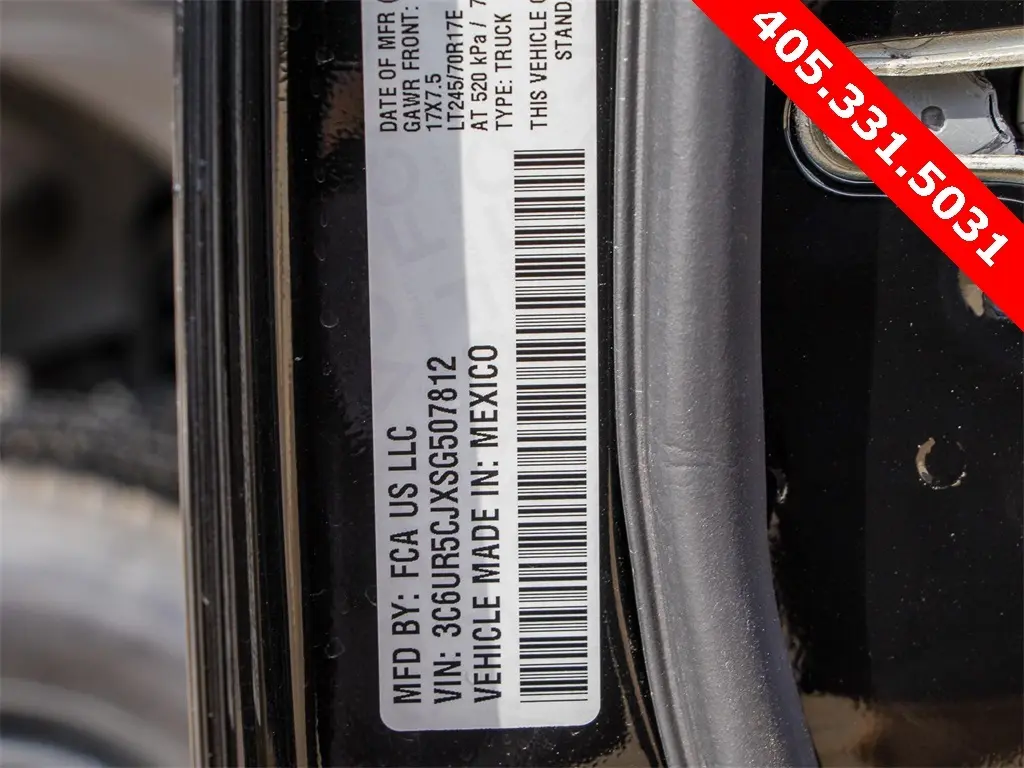 MFD BY: FCA US LLC
VIN: 3C6UR5CJXSG507812
VEHICLE MADE IN: MEXICO
DATE OF MFR
GAWR FRONT:
17X7.5
LT245/70R17E
AT 520 kPa / 7
TYPE: TRUCK
THIS VEHICLE
STAND
405.331.5031